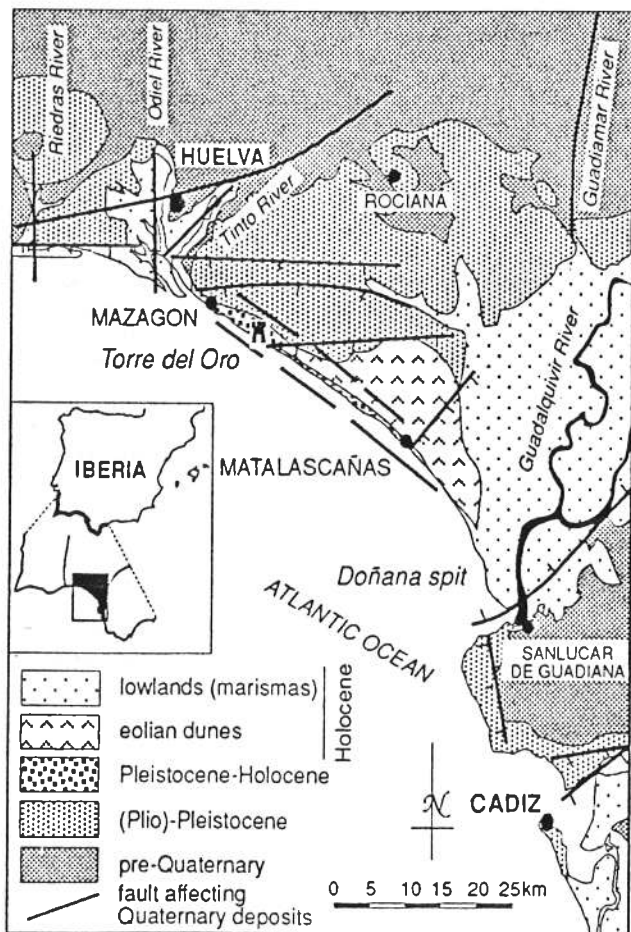 Riedras River
Odiel River
Guadiamar River
HUELVA
ROCIANA
Tinto River
MAZAGON
Torre del Oro
Guadalquivir River
IBERIA
MATALASCAÑAS
Doñana spit
ATLANTIC OCEAN
SANLUCAR
DE GUADIANA
lowlands (marismas)
eolian dunes
Holocene
Pleistocene-Holocene
(Plio)-Pleistocene
pre-Quaternary
fault affecting
Quaternary deposits
N
CADIZ
0 5 10 15 20 25km